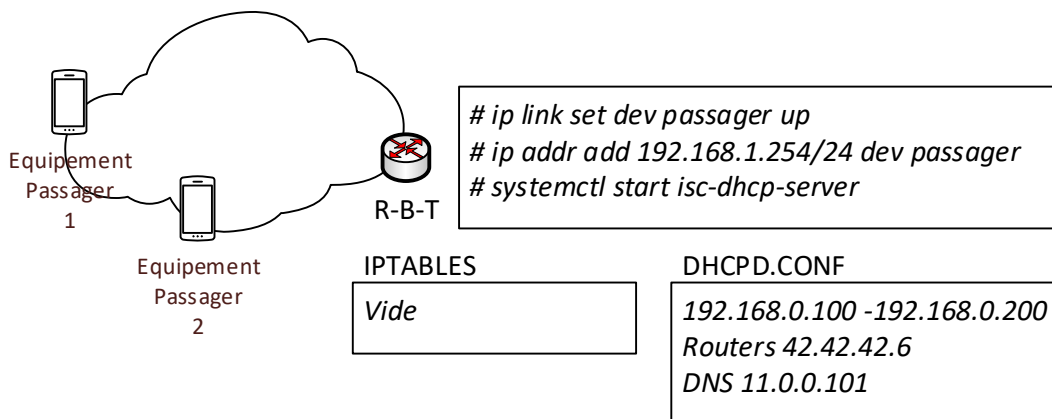 # ip link set dev passager up
# ip addr add 192.168.1.254/24 dev passager
# systemctl start isc-dhcp-server
Equipement
Passager
1
R-B-T
Equipement
Passager
2
IPTABLES
Vide
DHCPD.CONF
192.168.0.100 -192.168.0.200
Routers 42.42.42.6
DNS 11.0.0.101